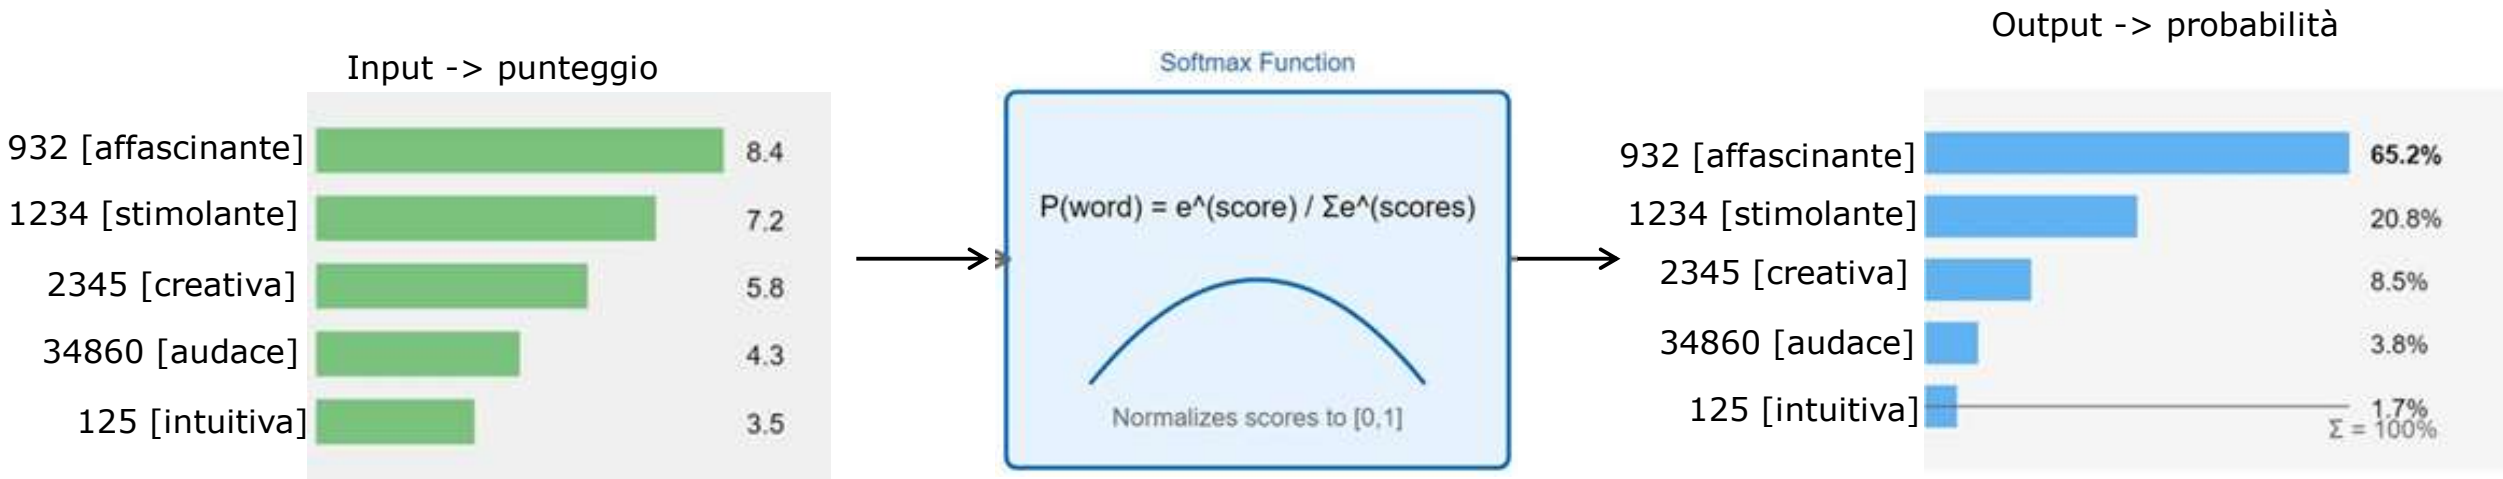 Input -> punteggio
932 [affascinante] 8.4
1234 [stimolante] 7.2
2345 [creativa] 5.8
34860 [audace] 4.3
125 [intuitiva] 3.5
Softmax Function
P(word) = e^(score) / Σe^(scores)
Normalizes scores to [0,1]
Output -> probabilità
932 [affascinante] 65.2%
1234 [stimolante] 20.8%
2345 [creativa] 8.5%
34860 [audace] 3.8%
125 [intuitiva] 1.7%
Σ = 100%